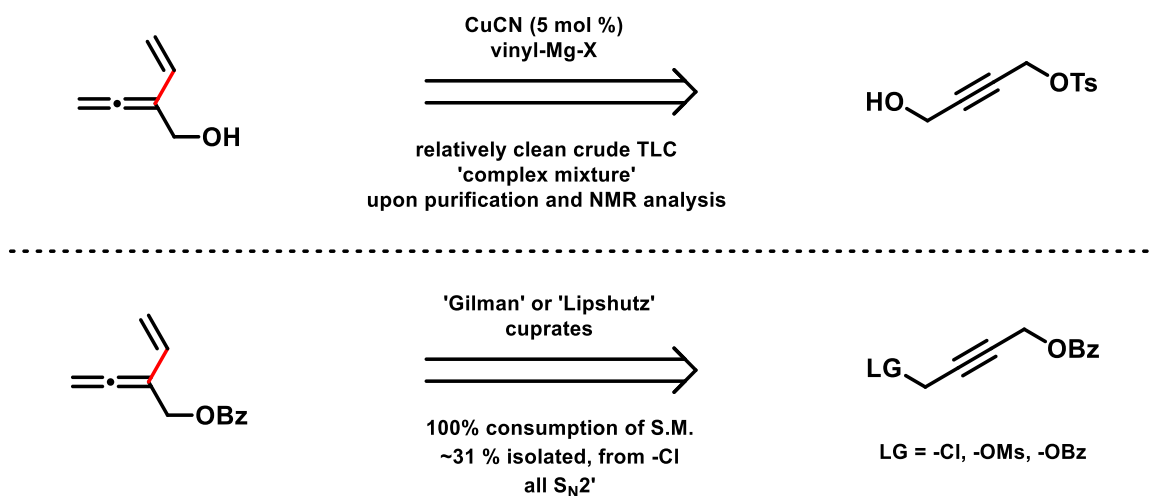 CuCN (5 mol %)
vinyl-Mg-X
OH
HO
OTs
relatively clean crude TLC
'complex mixture'
upon purification and NMR analysis
'Gilman' or 'Lipshutz'
cuprates
OBz
LG
OBz
100% consumption of S.M.
~31 % isolated, from -Cl
all SN2'
LG = -Cl, -OMs, -OBz